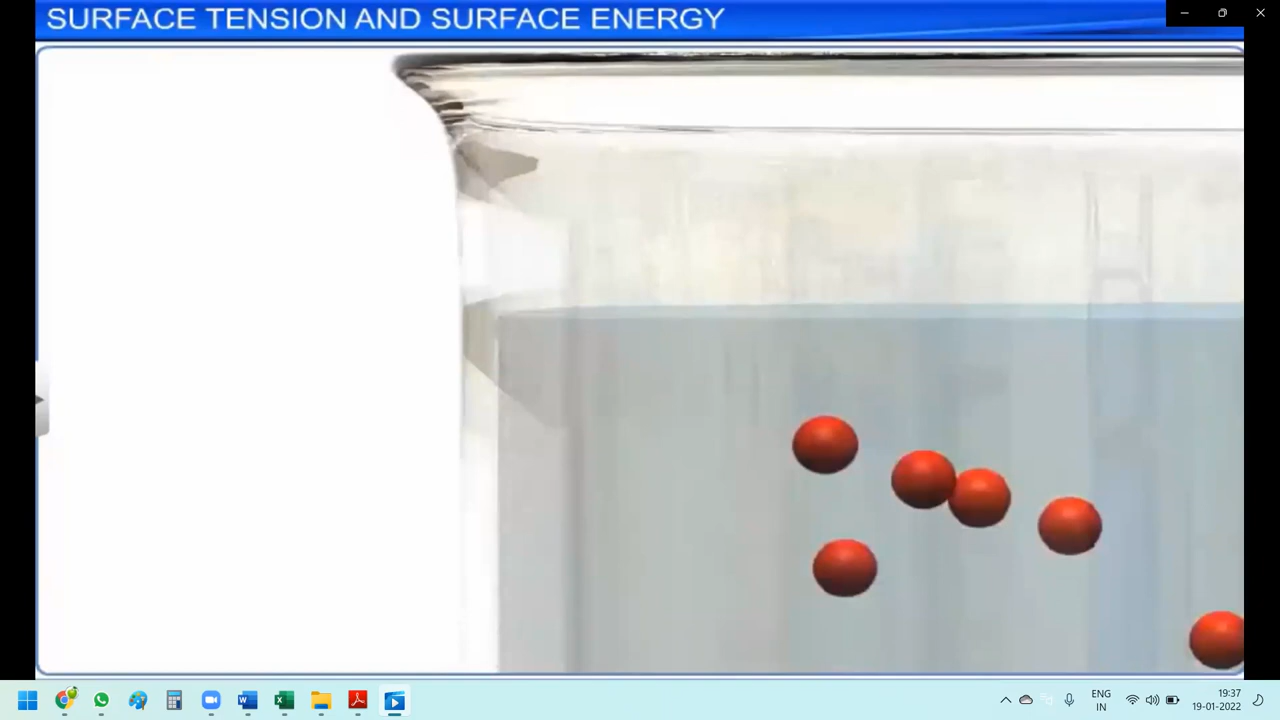 SURFACE TENSION AND SURFACE ENERGY
ENG
IN
19:37
19-01-2022